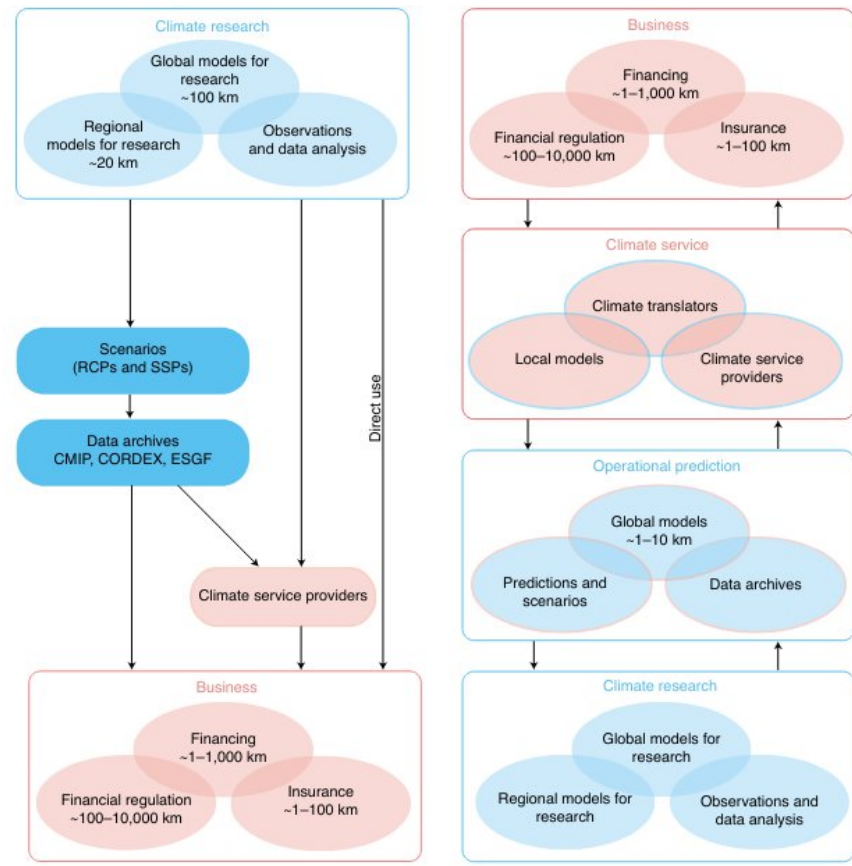 Climate research
Global models for
research
~100 km
Regional
models for research
~20 km
Observations
and data analysis
Scenarios
(RCPs and SSPs)
Data archives
CMIP, CORDEX, ESGF
Direct use
Climate service providers
Business
Financing
~1–1,000 km
Financial regulation
~100–10,000 km
Insurance
~1–100 km
Business
Financing
~1–1,000 km
Financial regulation
~100–10,000 km
Insurance
~1–100 km
Climate service
Climate translators
Local models
Climate service
providers
Operational prediction
Global models
~1–10 km
Predictions and
scenarios
Data archives
Climate research
Global models for
research
Regional models for
research
Observations and
data analysis